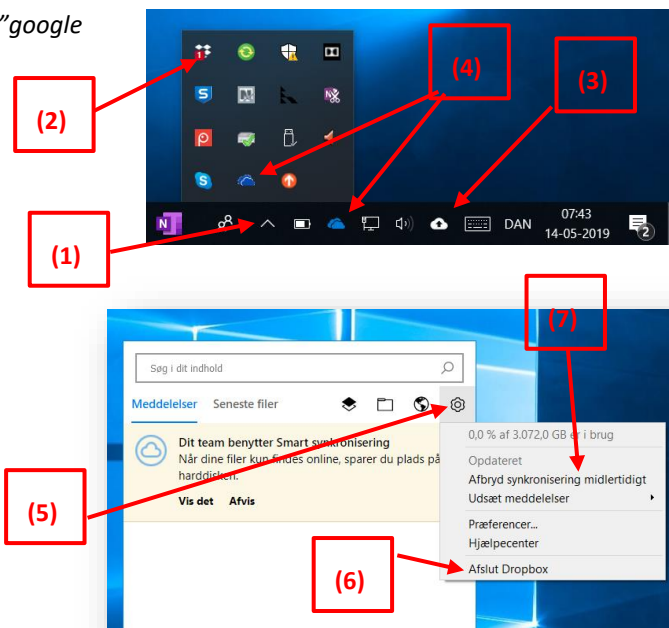 "google
(4)
(3)
(2)
07:43
DAN
14-05-2019
2
(1)
(7)
Søg i dit indhold
Meddelelser Seneste filer
0,0 % af 3.072,0 GB er i brug
Dit team benytter Smart synkronisering
Opdateret
Når dine filer kun findes online, sparer du plads på
Afbryd synkronisering midlertidigt
harddisken.
Udsæt meddelelser
Vis det Afvis
(5)
Præferencer...
Hjælpecenter
(6)
Afslut Dropbox